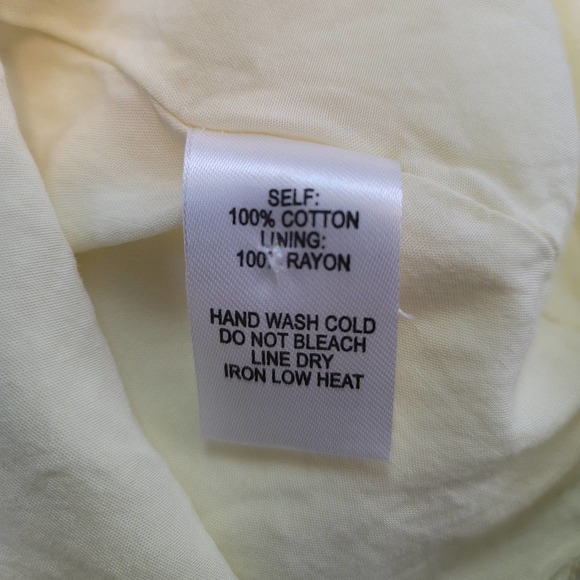 SELF:
100% COTTON
LINING:
100% RAYON
HAND WASH COLD
DO NOT BLEACH
LINE DRY
IRON LOW HEAT